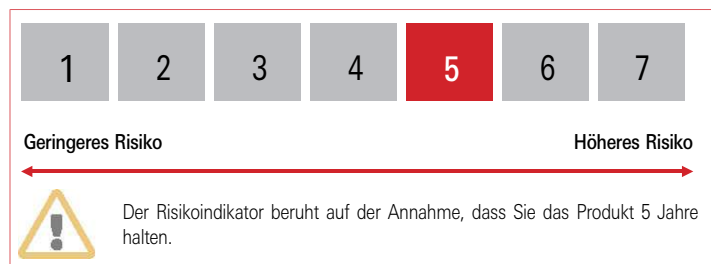 1 2 3 4 5 6 7
Geringeres Risiko Höheres Risiko
Der Risikoindikator beruht auf der Annahme, dass Sie das Produkt 5 Jahre
halten.